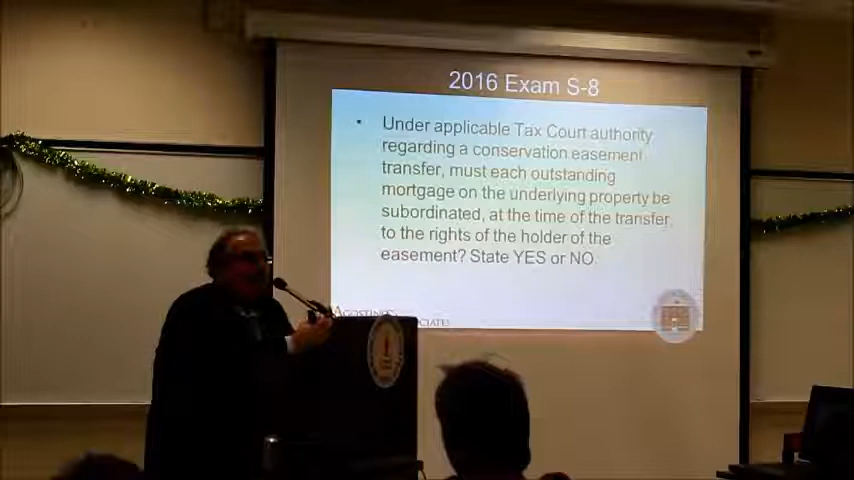 2016 Exam S-8
• Under applicable Tax Court authority
regarding a conservation easement
transfer, must each outstanding
mortgage on the underlying property be
subordinated, at the time of the transfer,
to the rights of the holder of the
easement? State YES or NO.
AGOSTINO